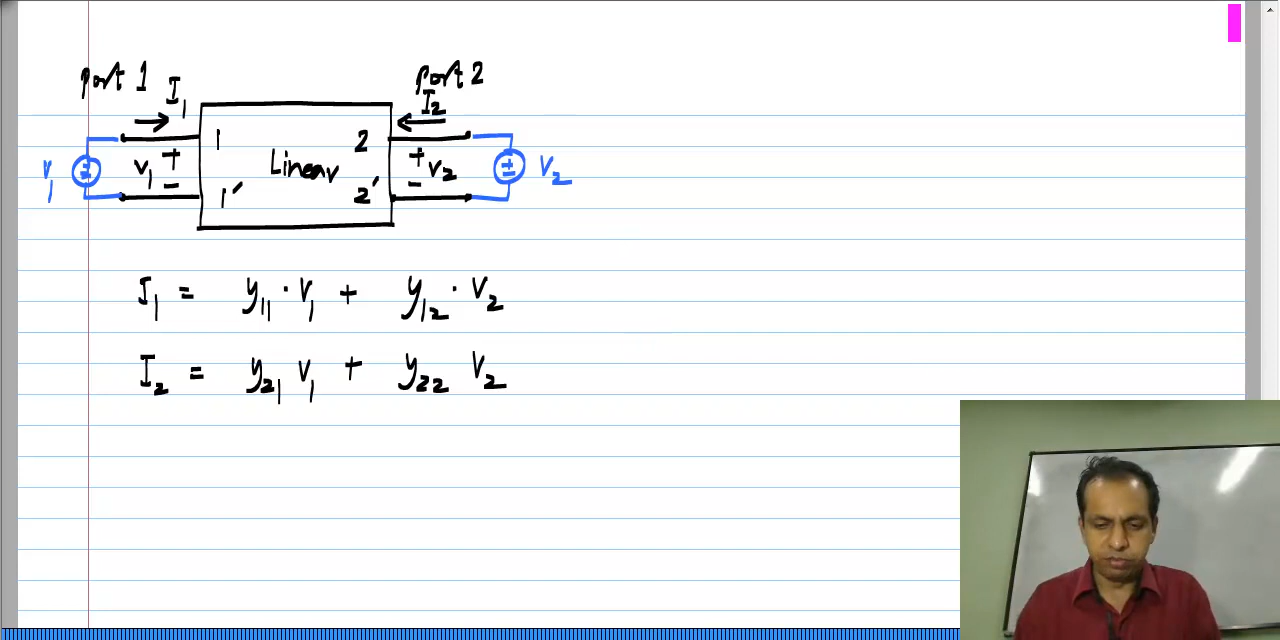 port 1
port 2
I₁
I₂
1
2
V₁
+
V₁
Linear
+
V₂
±
V₂
±
−
−
1′
2′
I₁ = y₁₁ · V₁ + y₁₂ · V₂
I₂ = y₂₁ V₁ + y₂₂ V₂